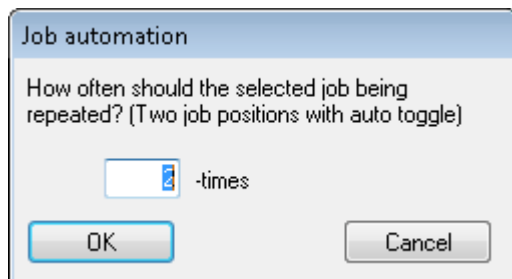 Job automation
How often should the selected job being
repeated? (Two job positions with auto toggle)
2 -times
OK Cancel